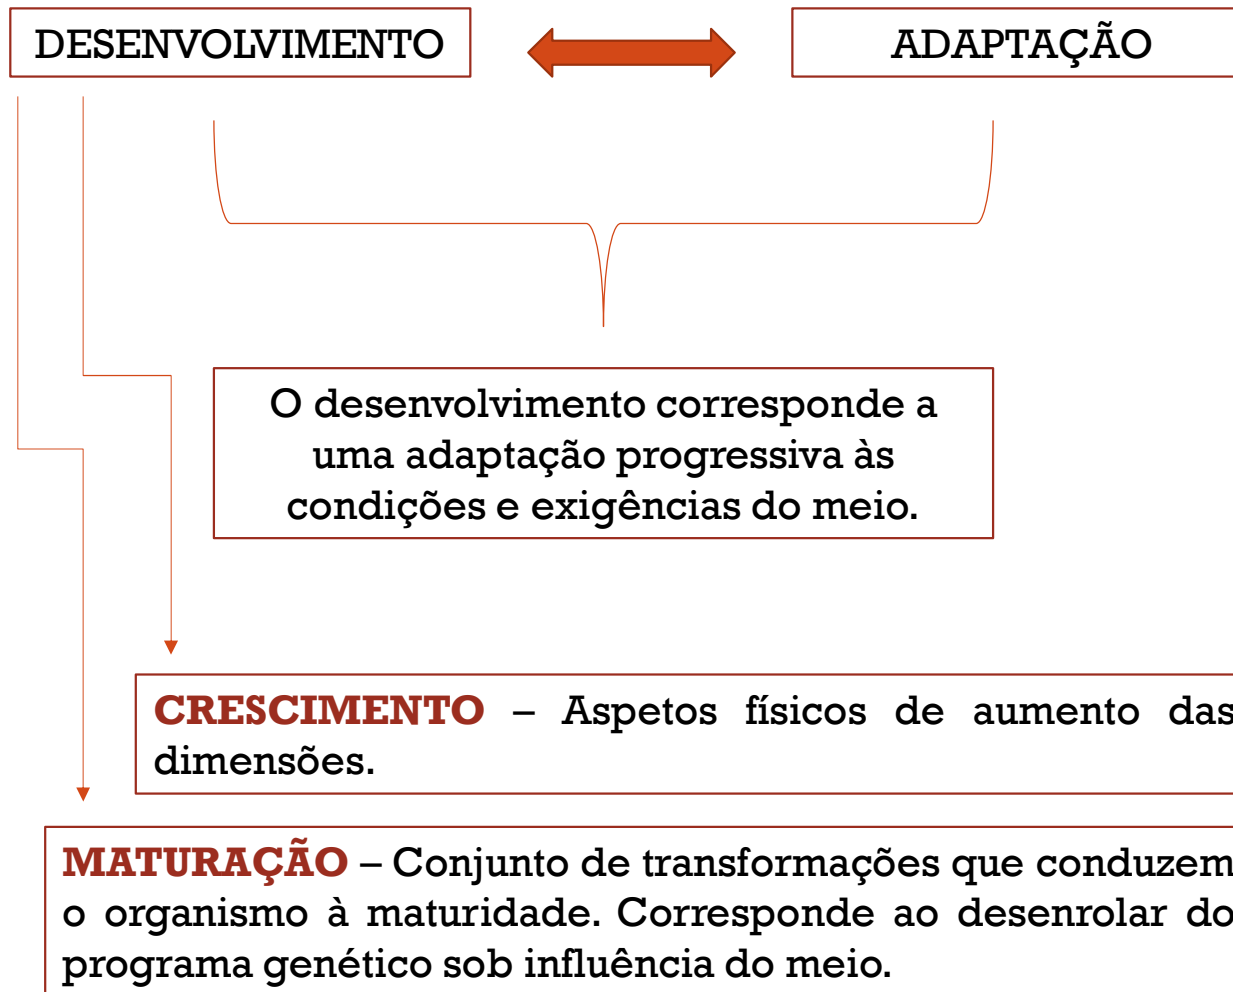 DESENVOLVIMENTO
ADAPTAÇÃO
O desenvolvimento corresponde a
uma adaptação progressiva às
condições e exigências do meio.
CRESCIMENTO – Aspetos físicos de aumento das
dimensões.
MATURAÇÃO – Conjunto de transformações que conduzem
o organismo à maturidade. Corresponde ao desenrolar do
programa genético sob influência do meio.